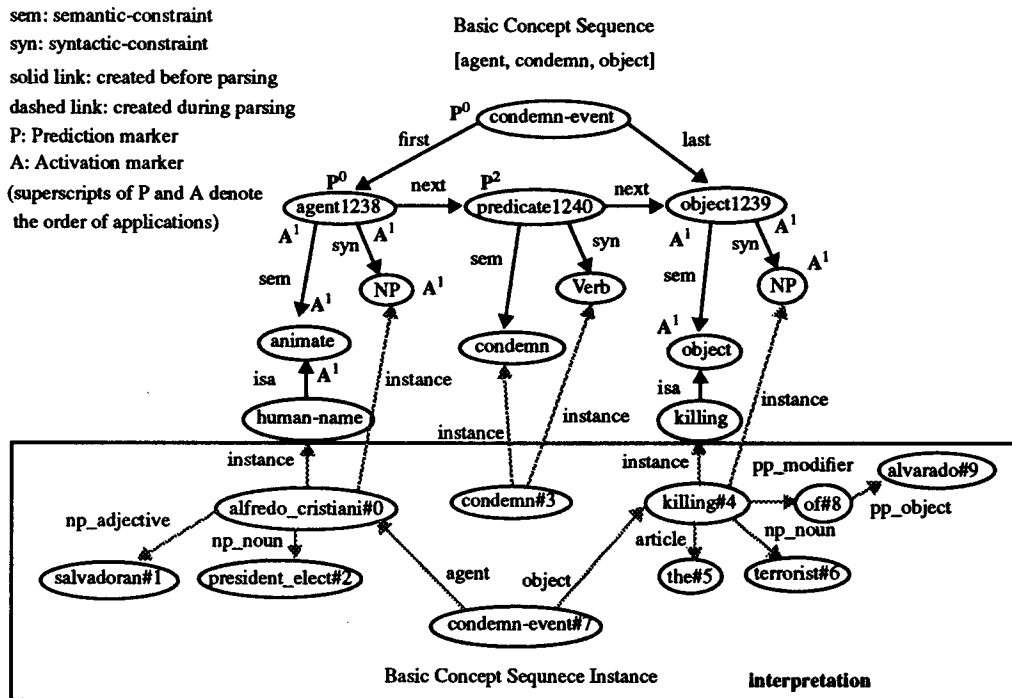 sem: semantic-constraint
syn: syntactic-constraint
solid link: created before parsing
dashed link: created during parsing
P: Prediction marker
A: Activation marker
(superscripts of P and A denote
the order of applications)
Basic Concept Sequence
[agent, condemn, object]
P⁰ condemn-event
first last
P⁰ P²
agent1238 next predicate1240 next object1239
A¹ syn A¹ sem syn A¹ syn A¹
sem NP A¹ Verb sem NP A¹
A¹ A¹
animate condemn object
isa A¹ instance instance isa instance
human-name killing
instance instance instance pp_modifier alvarado#9
alfredo_cristiani#0 condemn#3 killing#4 of#8 pp_object
np_adjective np_noun article np_noun
salvadoran#1 president_elect#2 agent object the#5 terrorist#6
condemn-event#7
Basic Concept Sequnece Instance interpretation